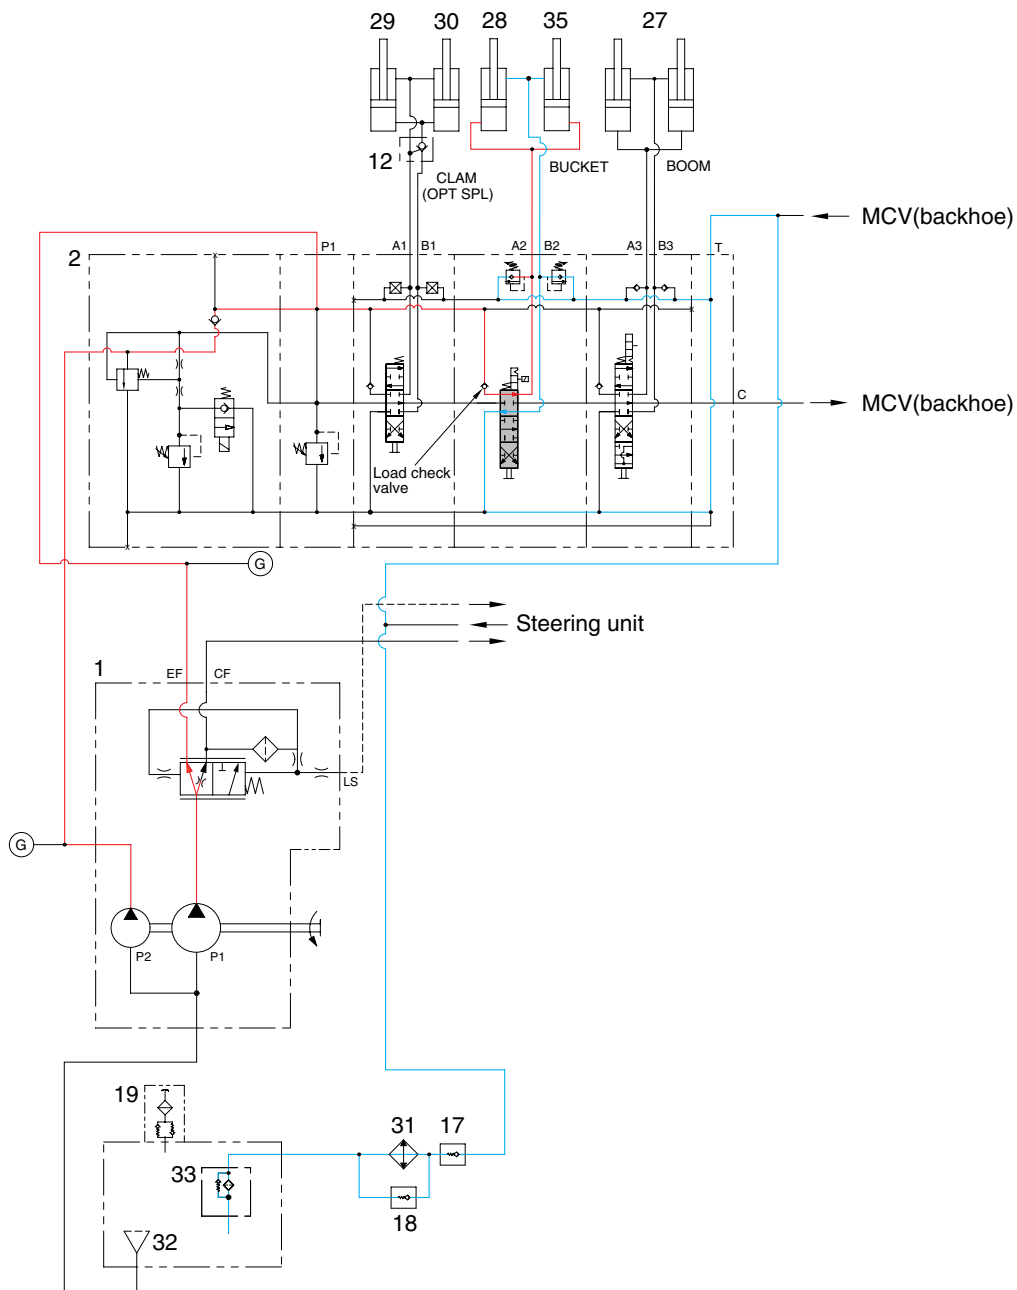 29 30 28 35 27
12
CLAM
(OPT SPL)
BUCKET
BOOM
MCV(backhoe)
2
P1 A1 B1 A2 B2 A3 B3 T
C
MCV(backhoe)
Load check
valve
G
Steering unit
1
EF CF
LS
G
P2 P1
19
31 17
33
18
32